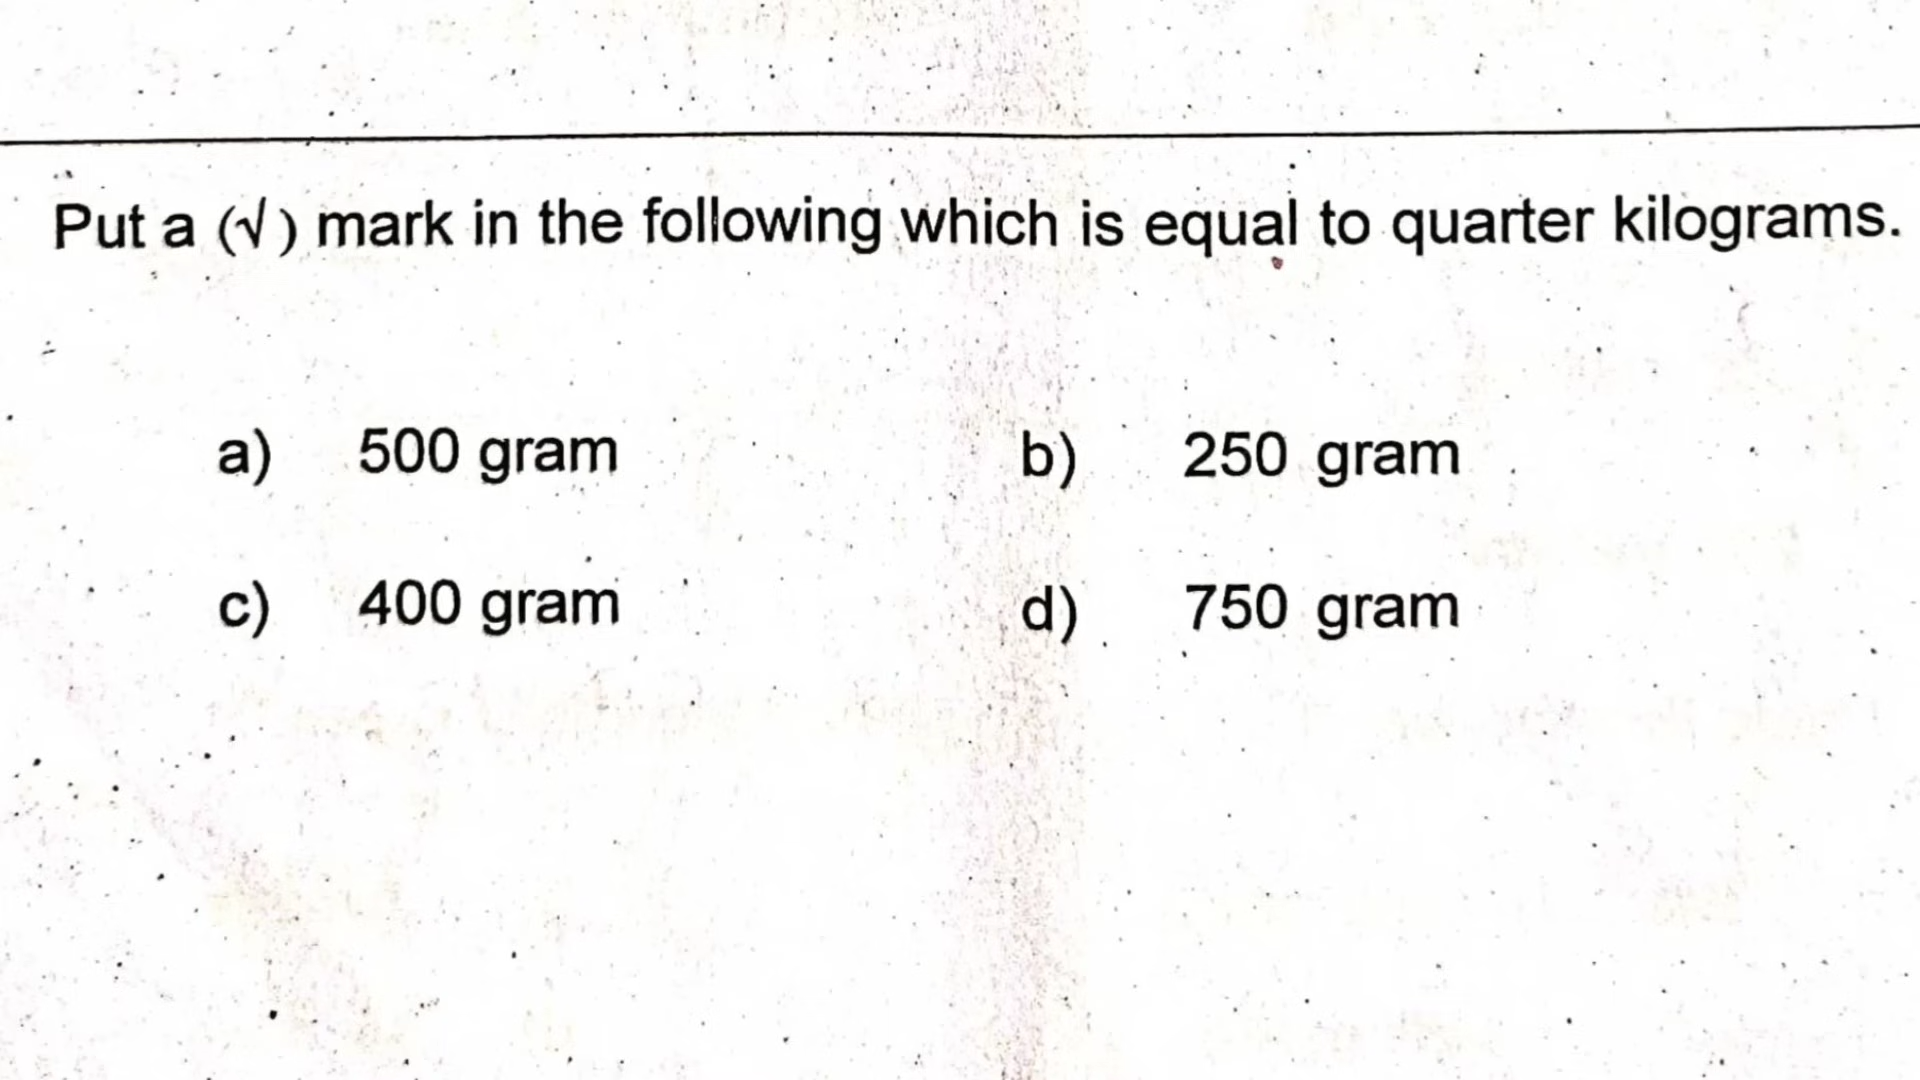 Put a (√) mark in the following which is equal to quarter kilograms.
a) 500 gram b) 250 gram
c) 400 gram d) 750 gram